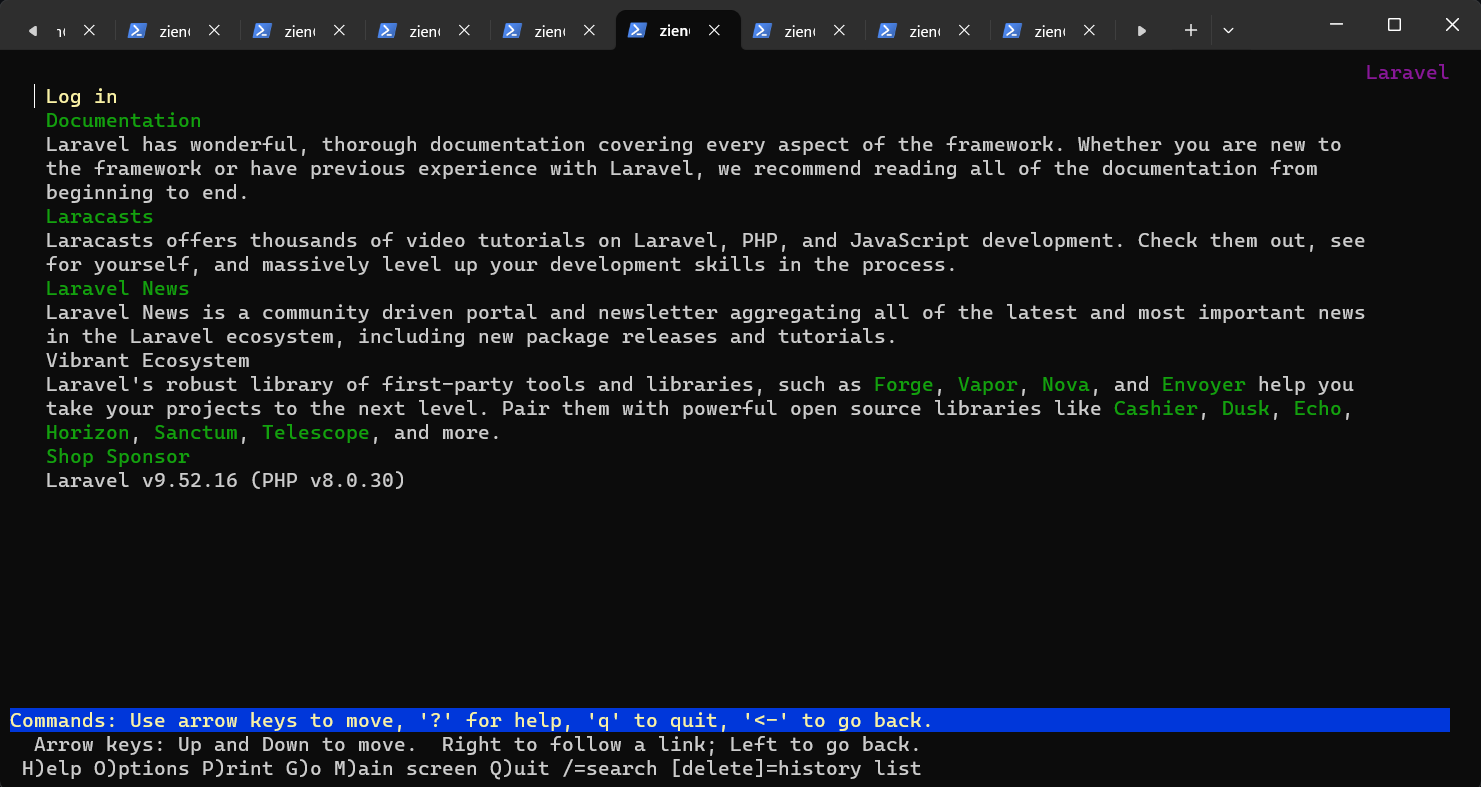 zien zien zien zien zien zien zien zien
Laravel
Log in
Documentation
Laravel has wonderful, thorough documentation covering every aspect of the framework. Whether you are new to
the framework or have previous experience with Laravel, we recommend reading all of the documentation from
beginning to end.
Laracasts
Laracasts offers thousands of video tutorials on Laravel, PHP, and JavaScript development. Check them out, see
for yourself, and massively level up your development skills in the process.
Laravel News
Laravel News is a community driven portal and newsletter aggregating all of the latest and most important news
in the Laravel ecosystem, including new package releases and tutorials.
Vibrant Ecosystem
Laravel's robust library of first-party tools and libraries, such as Forge, Vapor, Nova, and Envoyer help you
take your projects to the next level. Pair them with powerful open source libraries like Cashier, Dusk, Echo,
Horizon, Sanctum, Telescope, and more.
Shop Sponsor
Laravel v9.52.16 (PHP v8.0.30)
Commands: Use arrow keys to move, '?' for help, 'q' to quit, '<-' to go back.
Arrow keys: Up and Down to move.  Right to follow a link; Left to go back.
H)elp O)ptions P)rint G)o M)ain screen Q)uit /=search [delete]=history list